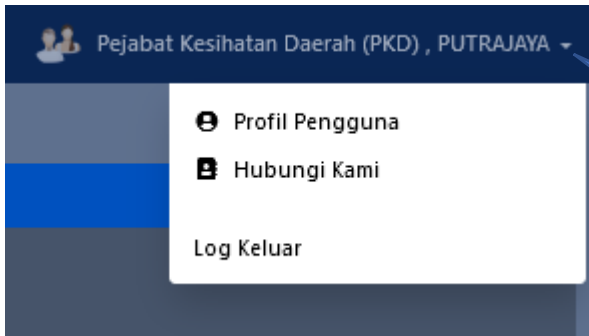 Pejabat Kesihatan Daerah (PKD) , PUTRAJAYA
Profil Pengguna
Hubungi Kami
Log Keluar